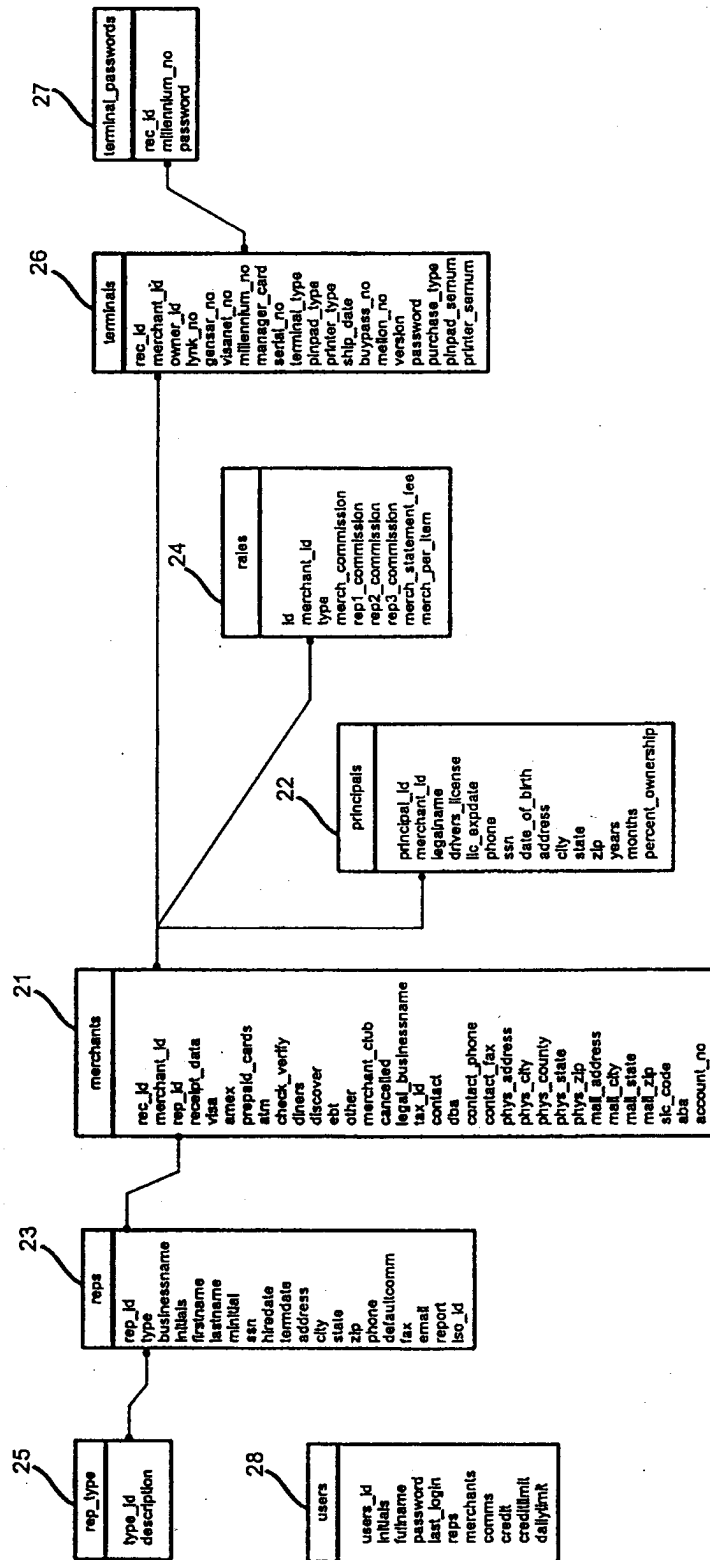 25
rep_type
type_id
description
28
users
users_id
initials
fullname
password
last_login
reps
merchants
comms
credit
creditlimit
dailylimit
23
reps
rep_id
type
businessname
initials
firstname
lastname
minitial
ssn
hiredate
termdate
address
city
state
zip
phone
defaultcomm
fax
email
report
iso_id
21
merchants
rec_id
merchant_id
rep_id
receipt_data
visa
amex
prepaid_cards
atm
check_verify
diners
discover
ebt
other
merchant_club
cancelled
legal_businessname
tax_id
contact
dba
contact_phone
contact_fax
phys_address
phys_city
phys_county
phys_state
phys_zip
mail_address
mail_city
mail_state
mail_zip
sic_code
aba
account_no
22
principals
principal_id
merchant_id
legalname
drivers_license
lic_expdate
phone
ssn
date_of_birth
address
city
state
zip
years
months
percent_ownership
24
rates
id
merchant_id
type
merch_commission
rep1_commission
rep2_commission
rep3_commission
merch_statement_fee
merch_per_item
26
terminals
rec_id
merchant_id
owner_id
lynk_no
gensar_no
visanet_no
millennium_no
manager_card
serial_no
terminal_type
pinpad_type
printer_type
ship_date
buypass_no
mellon_no
version
password
purchase_type
pinpad_sernum
printer_sernum
27
terminal_passwords
rec_id
millennium_no
password